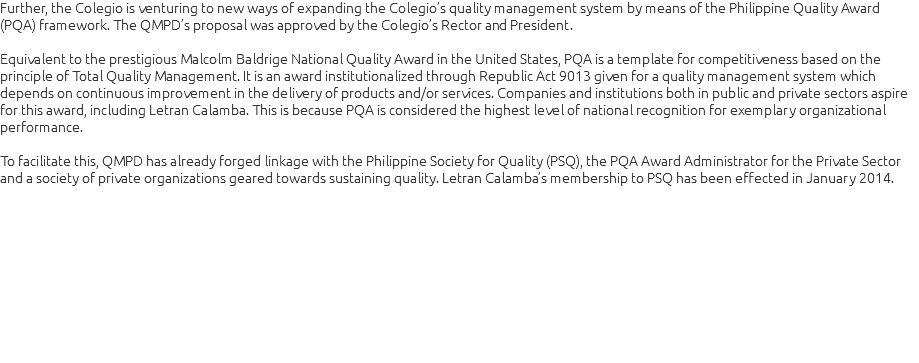 Further, the Colegio is venturing to new ways of expanding the Colegio’s quality management system by means of the Philippine Quality Award
(PQA) framework. The QMPD’s proposal was approved by the Colegio’s Rector and President.
Equivalent to the prestigious Malcolm Baldrige National Quality Award in the United States, PQA is a template for competitiveness based on the
principle of Total Quality Management. It is an award institutionalized through Republic Act 9013 given for a quality management system which
depends on continuous improvement in the delivery of products and/or services. Companies and institutions both in public and private sectors aspire
for this award, including Letran Calamba. This is because PQA is considered the highest level of national recognition for exemplary organizational
performance.
To facilitate this, QMPD has already forged linkage with the Philippine Society for Quality (PSQ), the PQA Award Administrator for the Private Sector
and a society of private organizations geared towards sustaining quality. Letran Calamba’s membership to PSQ has been effected in January 2014.